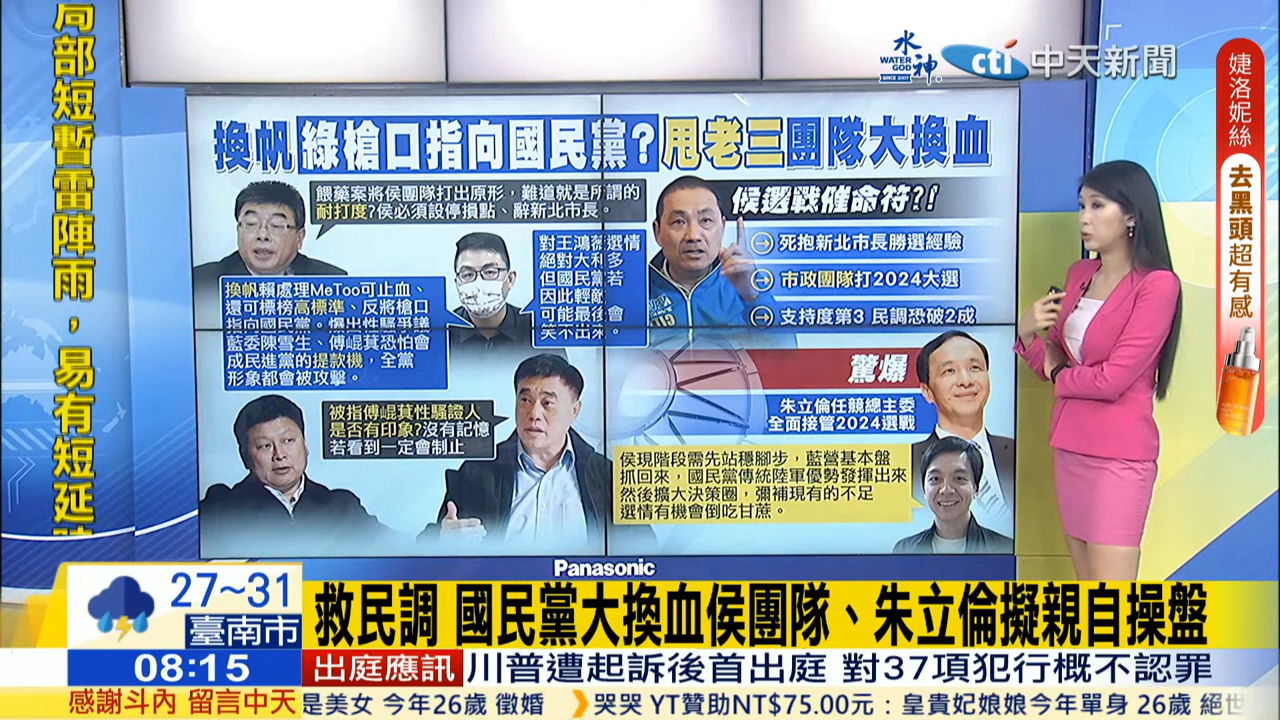 局部短暫雷陣雨，易有短延時
水神
WATER GOD
SINCE 2007
cti 中天新聞
婕洛妮絲
去黑頭超有感
換帆綠槍口指向國民黨?甩老三團隊大換血
餵藥案將侯團隊打出原形，難道就是所謂的
耐打度?侯必須設停損點、辭新北市長。
換帆賴處理MeToo可止血、
還可標榜高標準、反將槍口
指向國民黨。爆出性騷爭議
藍委陳雪生、傅崐萁恐怕會
成民進黨的提款機，全黨
形象都會被攻擊。
對王鴻薇選情
絕對大利多
但國民黨若
因此輕敵
可能最後會
笑不出來。
候選戰催命符?!
死抱新北市長勝選經驗
市政團隊打2024大選
支持度第3 民調恐破2成
被指傅崐萁性騷證人
是否有印象?沒有記憶
若看到一定會制止
驚爆
朱立倫任競總主委
全面接管2024選戰
侯現階段需先站穩腳步，藍營基本盤
抓回來，國民黨傳統陸軍優勢發揮出來
然後擴大決策圈，彌補現有的不足
選情有機會倒吃甘蔗。
Panasonic
27~31
臺南市
救民調 國民黨大換血侯團隊、朱立倫擬親自操盤
08:15
出庭應訊 川普遭起訴後首出庭 對37項犯行概不認罪
感謝斗內 留言中天
是美女 今年26歲 徵婚 哭哭 YT贊助NT$75.00元：皇貴妃娘娘今年單身 26歲 絕世